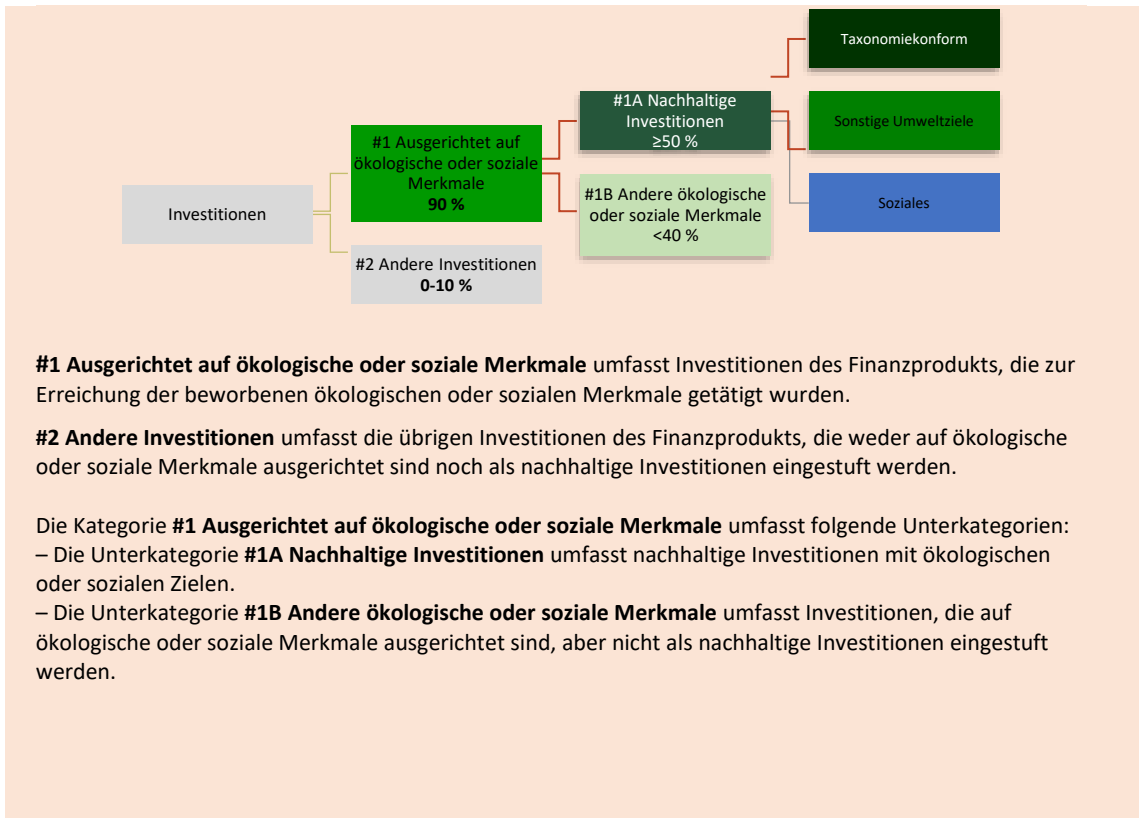 Taxonomiekonform
#1A Nachhaltige
Investitionen
≥50 %
Sonstige Umweltziele
#1 Ausgerichtet auf
ökologische oder soziale
Merkmale
90 %
#1B Andere ökologische
oder soziale Merkmale
<40 %
Soziales
Investitionen
#2 Andere Investitionen
0-10 %
#1 Ausgerichtet auf ökologische oder soziale Merkmale umfasst Investitionen des Finanzprodukts, die zur
Erreichung der beworbenen ökologischen oder sozialen Merkmale getätigt wurden.
#2 Andere Investitionen umfasst die übrigen Investitionen des Finanzprodukts, die weder auf ökologische
oder soziale Merkmale ausgerichtet sind noch als nachhaltige Investitionen eingestuft werden.
Die Kategorie #1 Ausgerichtet auf ökologische oder soziale Merkmale umfasst folgende Unterkategorien:
– Die Unterkategorie #1A Nachhaltige Investitionen umfasst nachhaltige Investitionen mit ökologischen
oder sozialen Zielen.
– Die Unterkategorie #1B Andere ökologische oder soziale Merkmale umfasst Investitionen, die auf
ökologische oder soziale Merkmale ausgerichtet sind, aber nicht als nachhaltige Investitionen eingestuft
werden.